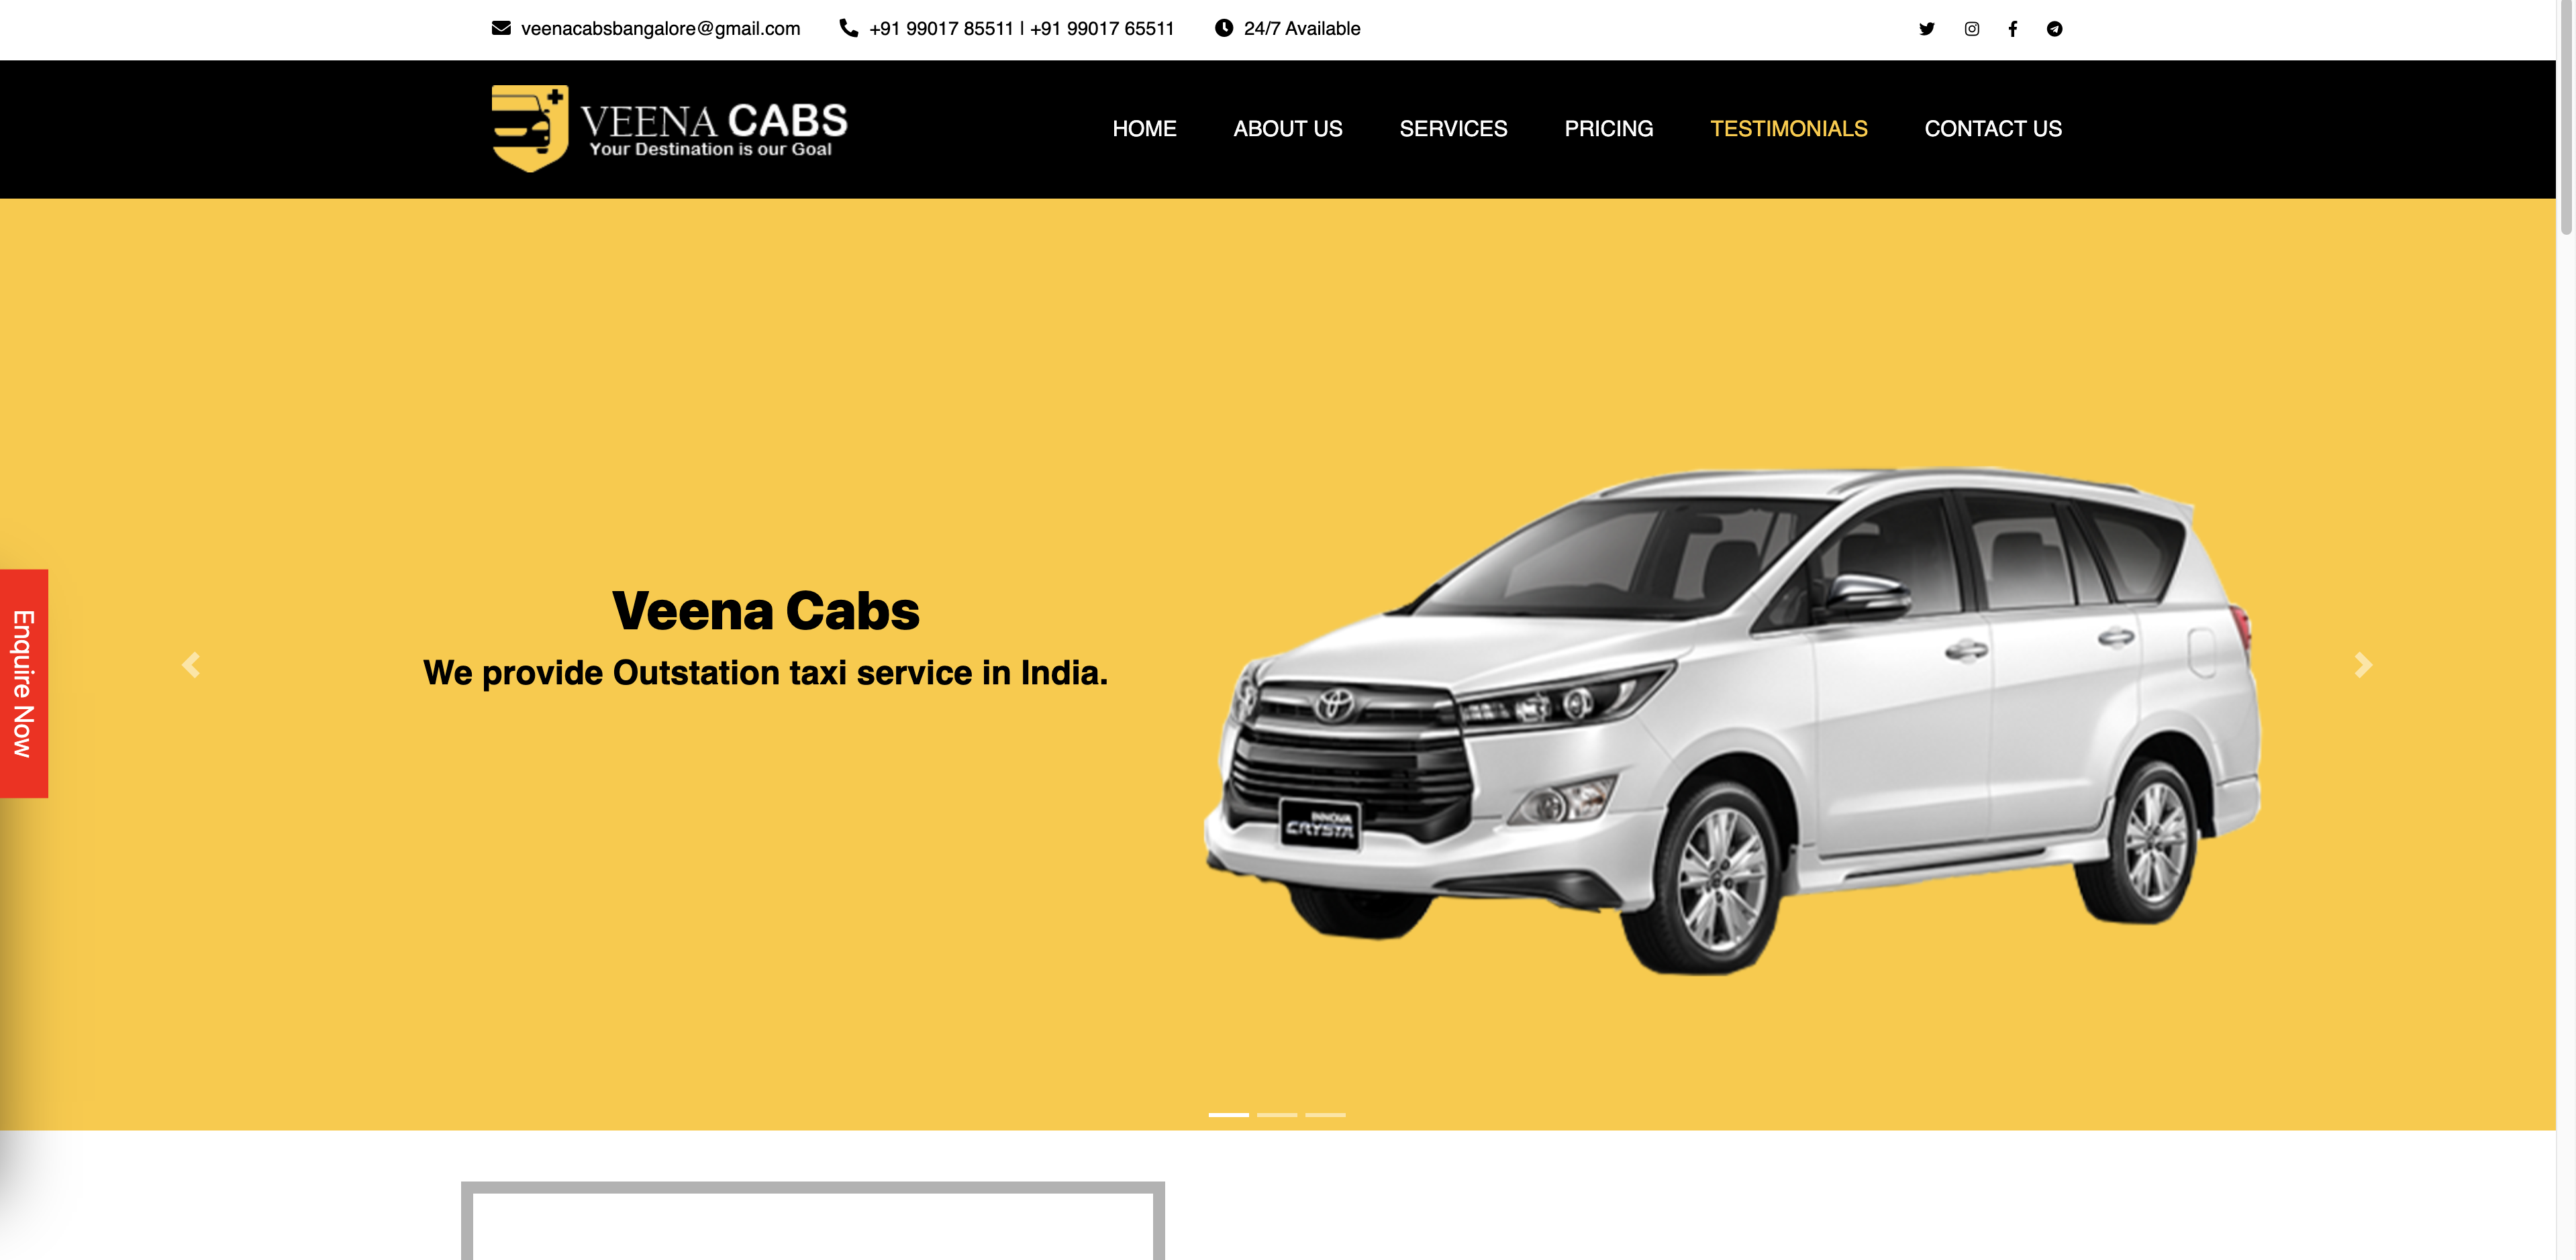 veenacabsbangalore@gmail.com
+91 99017 85511 | +91 99017 65511
24/7 Available
VEENA CABS
Your Destination is our Goal
HOME
ABOUT US
SERVICES
PRICING
TESTIMONIALS
CONTACT US
Veena Cabs
We provide Outstation taxi service in India.
Enquire Now
INNOVA
CRYSTA